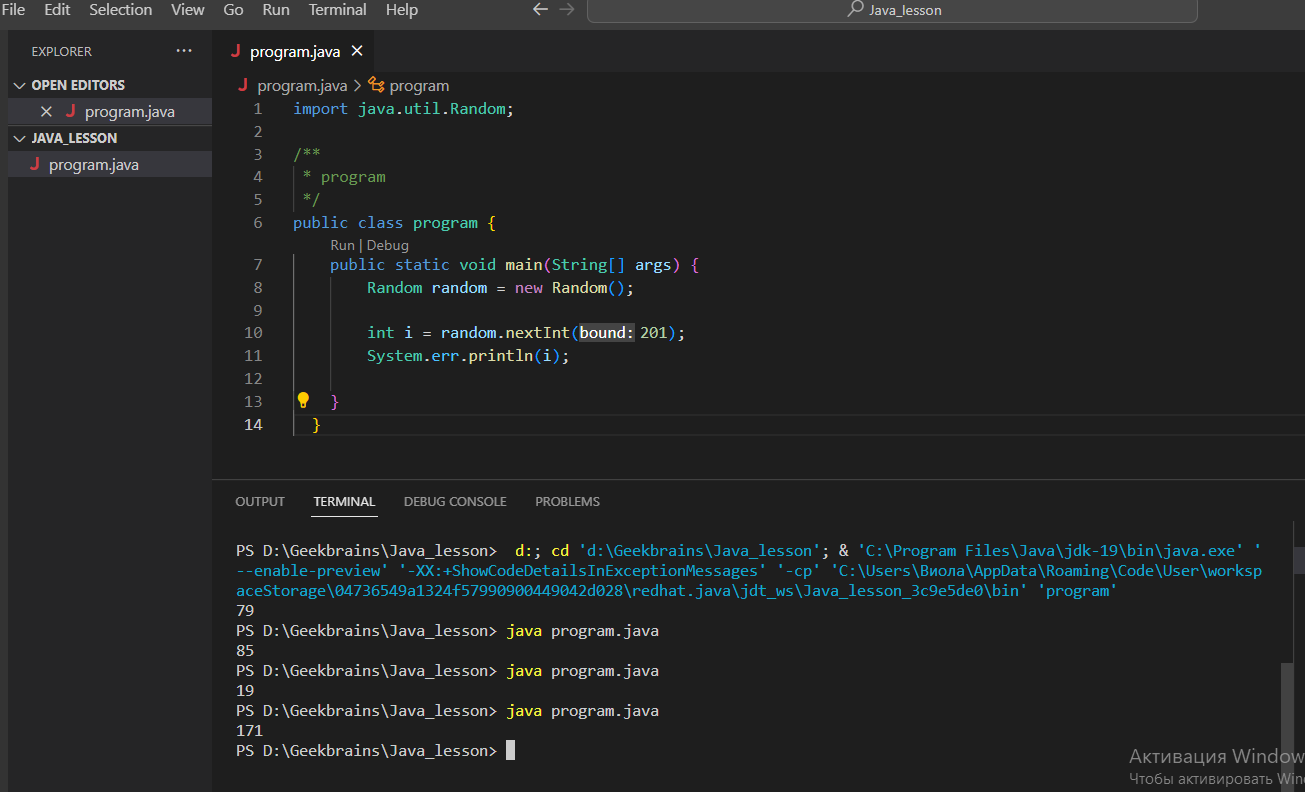 File Edit Selection View Go Run Terminal Help
Java_lesson
EXPLORER ...
program.java
OPEN EDITORS
program.java
JAVA_LESSON
program.java
program.java > program
1 import java.util.Random;
2
3 /**
4 * program
5 */
6 public class program {
Run | Debug
7 public static void main(String[] args) {
8 Random random = new Random();
9
10 int i = random.nextInt(bound: 201);
11 System.err.println(i);
12
13 }
14 }
OUTPUT TERMINAL DEBUG CONSOLE PROBLEMS
PS D:\Geekbrains\Java_lesson>  d:; cd 'd:\Geekbrains\Java_lesson'; & 'C:\Program Files\Java\jdk-19\bin\java.exe' '
--enable-preview' '-XX:+ShowCodeDetailsInExceptionMessages' '-cp' 'C:\Users\Виола\AppData\Roaming\Code\User\worksp
aceStorage\04736549a1324f57990900449042d028\redhat.java\jdt_ws\Java_lesson_3c9e5de0\bin' 'program'
79
PS D:\Geekbrains\Java_lesson> java program.java
85
PS D:\Geekbrains\Java_lesson> java program.java
19
PS D:\Geekbrains\Java_lesson> java program.java
171
PS D:\Geekbrains\Java_lesson>
Активация Window
Чтобы активировать Win